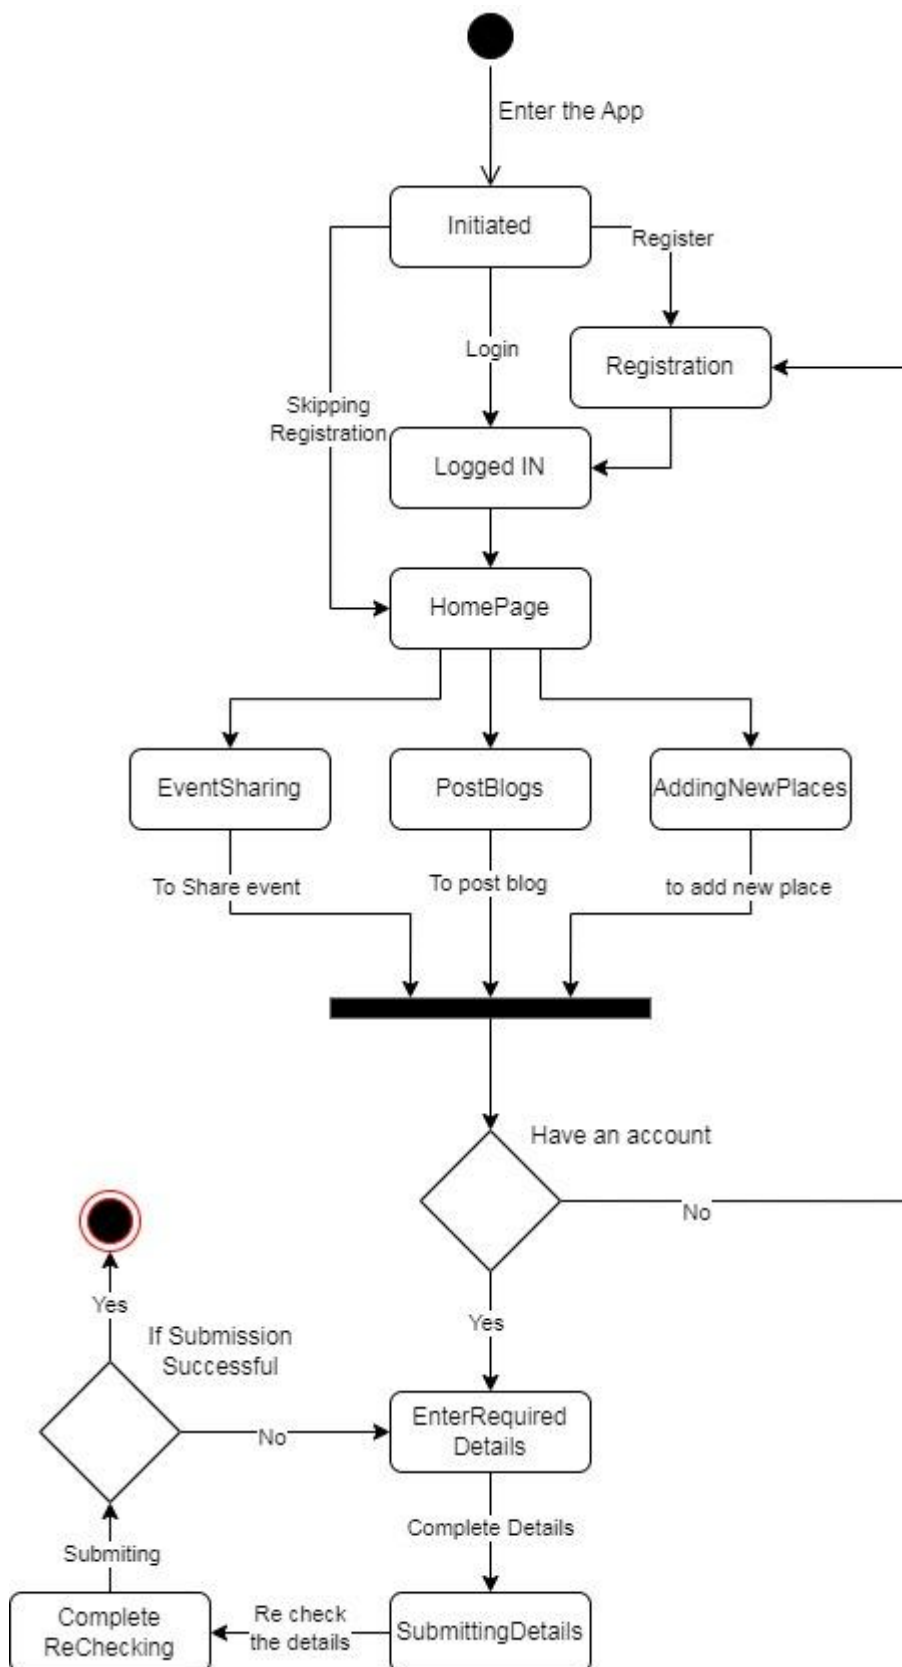 Enter the App
Initiated
Register
Login
Registration
Skipping
Registration
Logged IN
HomePage
EventSharing
PostBlogs
AddingNewPlaces
To Share event
To post blog
to add new place
Have an account
No
Yes
Yes
If Submission
Successful
No
EnterRequired
Details
Complete Details
Submiting
Complete
ReChecking
Re check
the details
SubmittingDetails